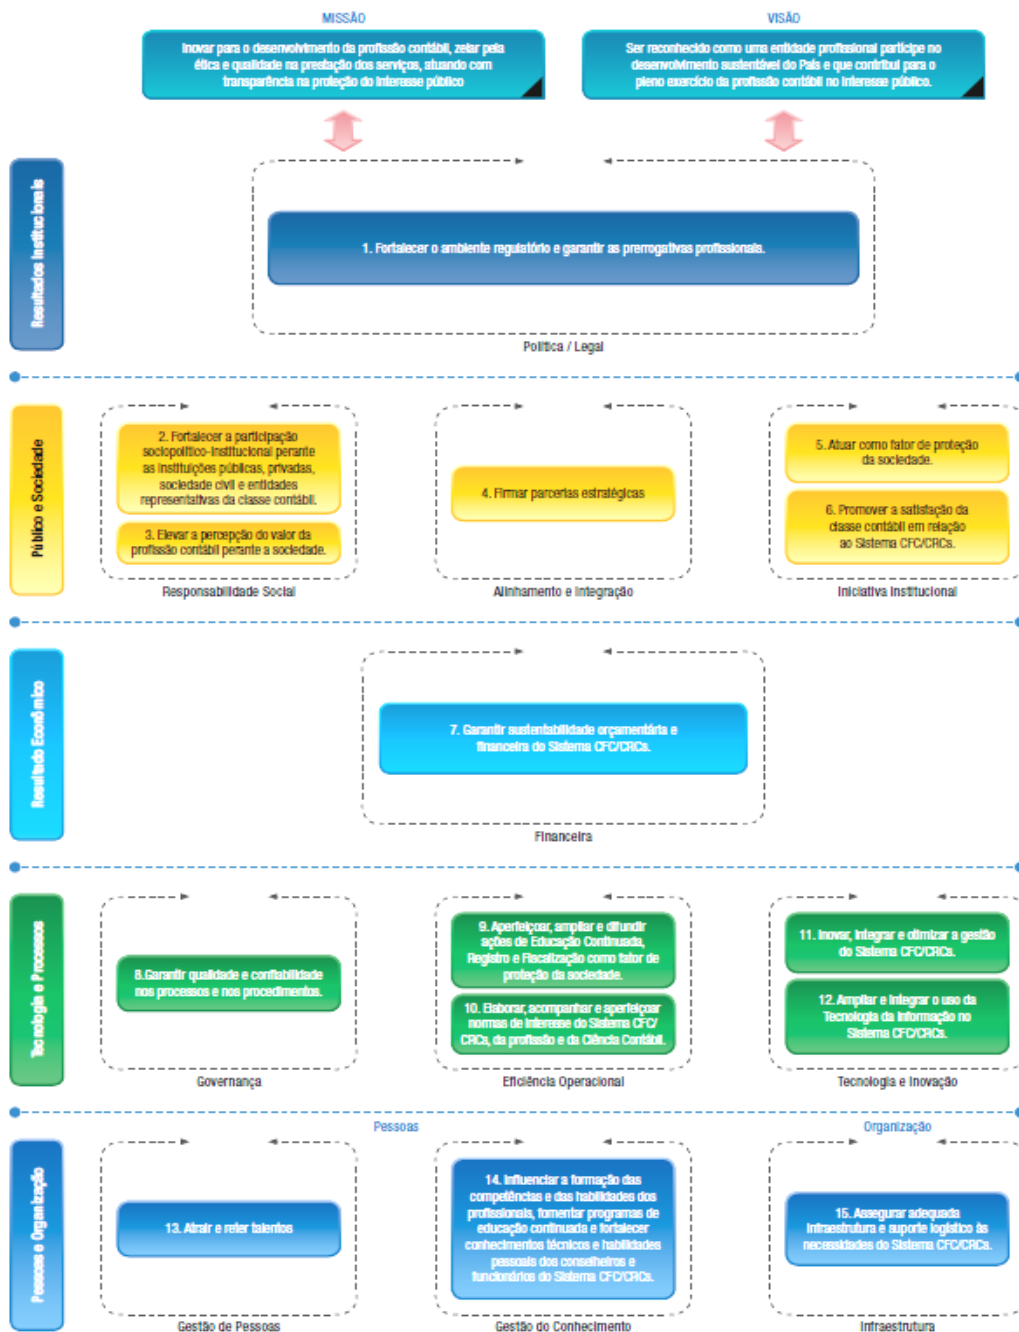 MISSÃO
Inovar para o desenvolvimento da profissão contábil, zelar pela
ética e qualidade na prestação dos serviços, atuando com
transparência na proteção do interesse público
VISÃO
Ser reconhecido como uma entidade profissional partícipe no
desenvolvimento sustentável do País e que contribui para o
pleno exercício da profissão contábil no interesse público.
Resultados Institucionais
1. Fortalecer o ambiente regulatório e garantir as prerrogativas profissionais.
Política / Legal
Público e Sociedade
2. Fortalecer a participação
sociopolítico-institucional perante
as instituições públicas, privadas,
sociedade civil e entidades
representativas da classe contábil.
3. Elevar a percepção do valor da
profissão contábil perante a sociedade.
Responsabilidade Social
4. Firmar parcerias estratégicas
Alinhamento e Integração
5. Atuar como fator de proteção
da sociedade.
6. Promover a satisfação da
classe contábil em relação
ao Sistema CFC/CRCs.
Iniciativa Institucional
Resultado Econômico
7. Garantir sustentabilidade orçamentária e
financeira do Sistema CFC/CRCs.
Financeira
Tecnologia e Processos
8.Garantir qualidade e confiabilidade
nos processos e nos procedimentos.
Governança
9. Aperfeiçoar, ampliar e difundir
ações de Educação Continuada,
Registro e Fiscalização como fator de
proteção da sociedade.
10. Elaborar, acompanhar e aperfeiçoar
normas de interesse do Sistema CFC/
CRCs, da profissão e da Ciência Contábil.
Eficiência Operacional
11. Inovar, integrar e otimizar a gestão
do Sistema CFC/CRCs.
12. Ampliar e integrar o uso da
Tecnologia da Informação no
Sistema CFC/CRCs.
Tecnologia e Inovação
Pessoas e Organização
Pessoas
Organização
13. Atrair e reter talentos
Gestão de Pessoas
14. Influenciar a formação das
competências e das habilidades dos
profissionais, fomentar programas de
educação continuada e fortalecer
conhecimentos técnicos e habilidades
pessoais dos conselheiros e
funcionários do Sistema CFC/CRCs.
Gestão do Conhecimento
15. Assegurar adequada
infraestrutura e suporte logístico às
necessidades do Sistema CFC/CRCs.
Infraestrutura